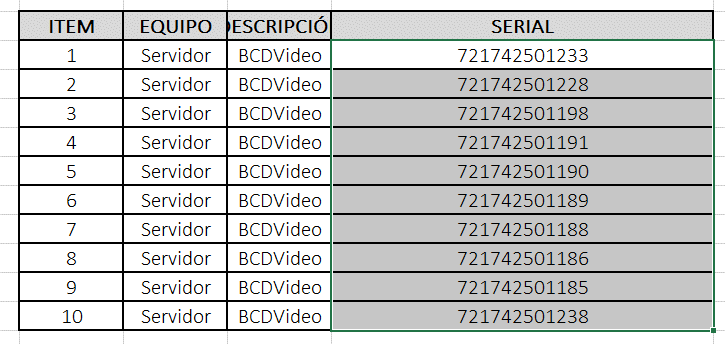 ITEM EQUIPO DESCRIPCIÓ SERIAL
1 Servidor BCDVideo 721742501233
2 Servidor BCDVideo 721742501228
3 Servidor BCDVideo 721742501198
4 Servidor BCDVideo 721742501191
5 Servidor BCDVideo 721742501190
6 Servidor BCDVideo 721742501189
7 Servidor BCDVideo 721742501188
8 Servidor BCDVideo 721742501186
9 Servidor BCDVideo 721742501185
10 Servidor BCDVideo 721742501238